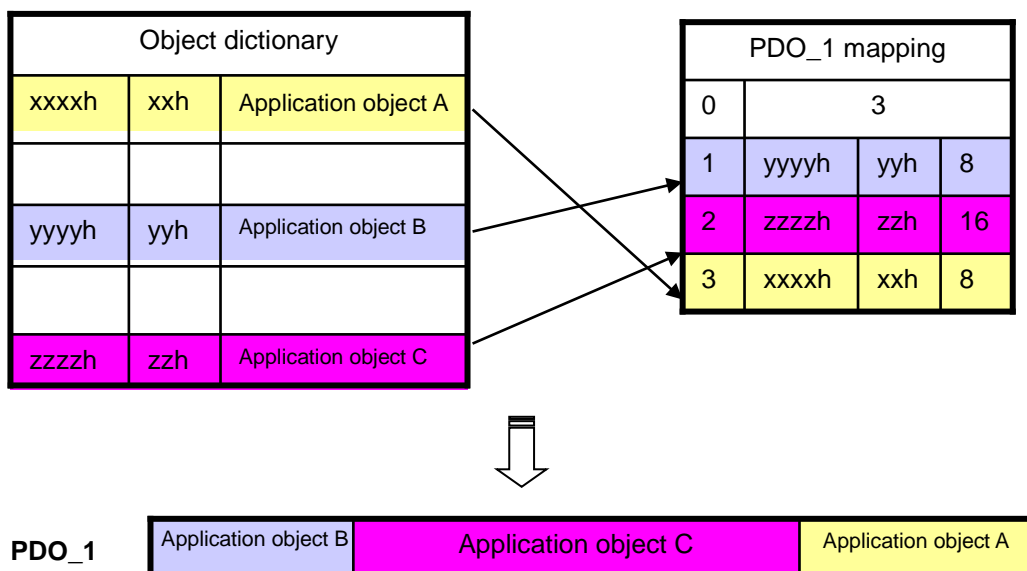 Object dictionary
xxxxh xxh Application object A
yyyyh yyh Application object B
zzzzh zzh Application object C
PDO_1 mapping
0 3
1 yyyyh yyh 8
2 zzzzh zzh 16
3 xxxxh xxh 8
PDO_1 Application object B Application object C Application object A